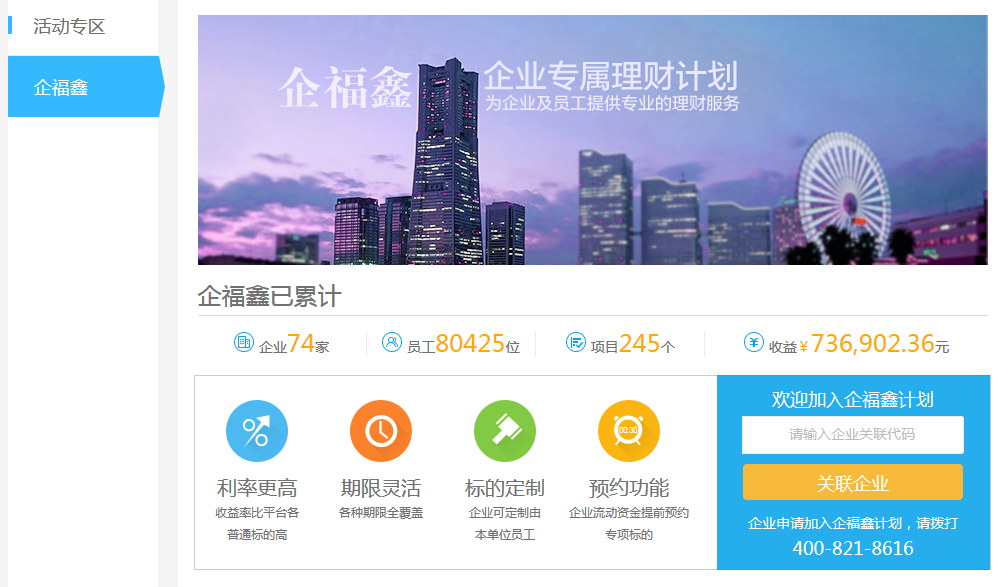 活动专区
企福鑫
企福鑫
企业专属理财计划
为企业及员工提供专业的理财服务
企福鑫已累计
企业74家
员工80425位
项目245个
收益¥736,902.36元
利率更高
收益率比平台各
普通标的高
期限灵活
各种期限全覆盖
标的定制
企业可定制由
本单位员工
00:30
预约功能
企业流动资金提前预约
专项标的
欢迎加入企福鑫计划
请输入企业关联代码
关联企业
企业申请加入企福鑫计划，请拨打
400-821-8616